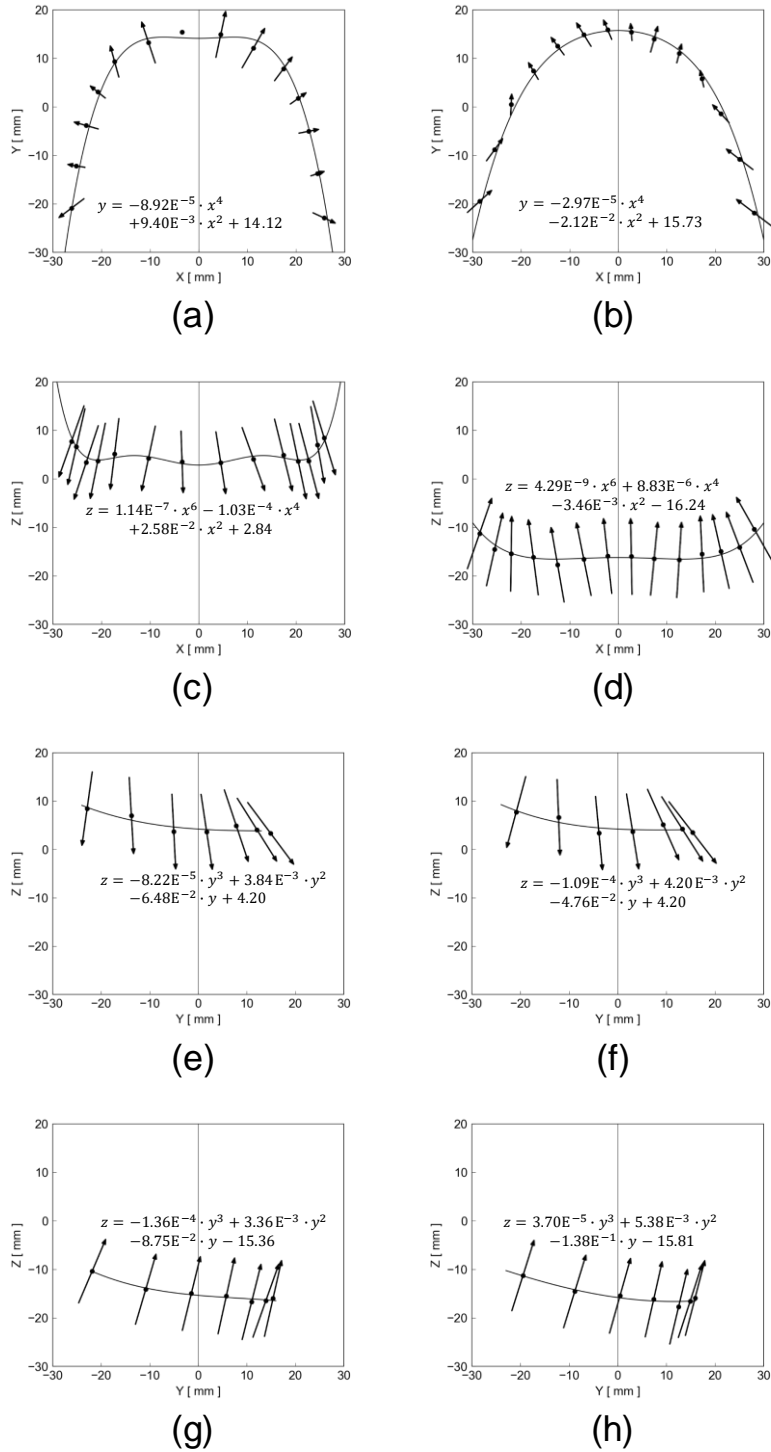 20
10
0
−10
−20
−30
Y [ mm ]
y = −8.92E⁻⁵ · x⁴
+9.40E⁻³ · x² + 14.12
−30 −20 −10 0 10 20 30
X [ mm ]
(a)
20
10
0
−10
−20
−30
Y [ mm ]
y = −2.97E⁻⁵ · x⁴
−2.12E⁻² · x² + 15.73
−30 −20 −10 0 10 20 30
X [ mm ]
(b)
20
10
0
−10
−20
−30
Z [ mm ]
z = 1.14E⁻⁷ · x⁶ − 1.03E⁻⁴ · x⁴
+2.58E⁻² · x² + 2.84
−30 −20 −10 0 10 20 30
X [ mm ]
(c)
20
10
0
−10
−20
−30
Z [ mm ]
z = 4.29E⁻⁹ · x⁶ + 8.83E⁻⁶ · x⁴
−3.46E⁻³ · x² − 16.24
−30 −20 −10 0 10 20 30
X [ mm ]
(d)
20
10
0
−10
−20
−30
Z [ mm ]
z = −8.22E⁻⁵ · y³ + 3.84E⁻³ · y²
−6.48E⁻² · y + 4.20
−30 −20 −10 0 10 20 30
Y [ mm ]
(e)
20
10
0
−10
−20
−30
Z [ mm ]
z = −1.09E⁻⁴ · y³ + 4.20E⁻³ · y²
−4.76E⁻² · y + 4.20
−30 −20 −10 0 10 20 30
Y [ mm ]
(f)
20
10
0
−10
−20
−30
Z [ mm ]
z = −1.36E⁻⁴ · y³ + 3.36E⁻³ · y²
−8.75E⁻² · y − 15.36
−30 −20 −10 0 10 20 30
Y [ mm ]
(g)
20
10
0
−10
−20
−30
Z [ mm ]
z = 3.70E⁻⁵ · y³ + 5.38E⁻³ · y²
−1.38E⁻¹ · y − 15.81
−30 −20 −10 0 10 20 30
Y [ mm ]
(h)